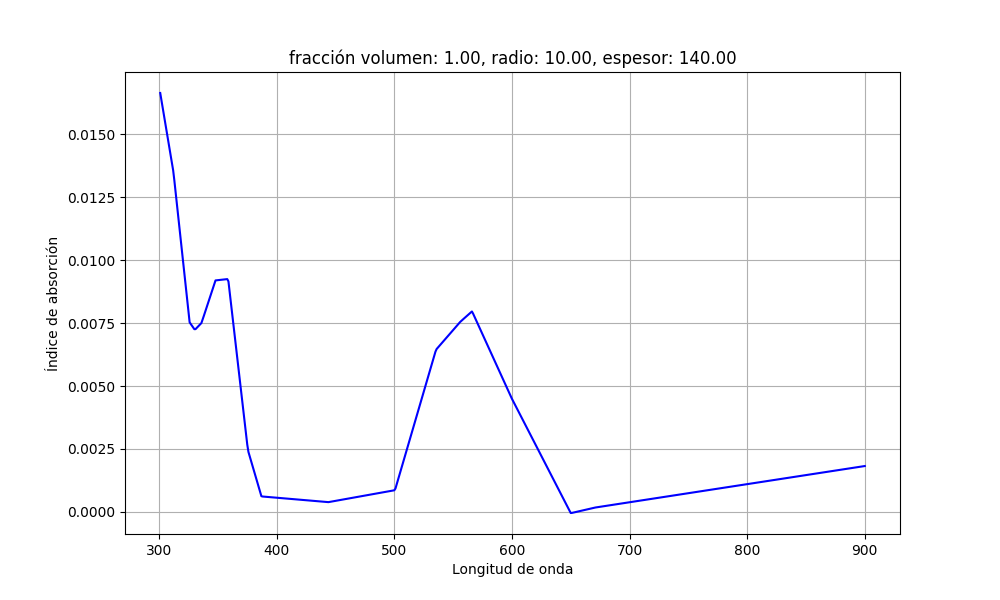 fracción volumen: 1.00, radio: 10.00, espesor: 140.00
0.0150
0.0125
0.0100
0.0075
0.0050
0.0025
0.0000
Índice de absorción
300 400 500 600 700 800 900
Longitud de onda